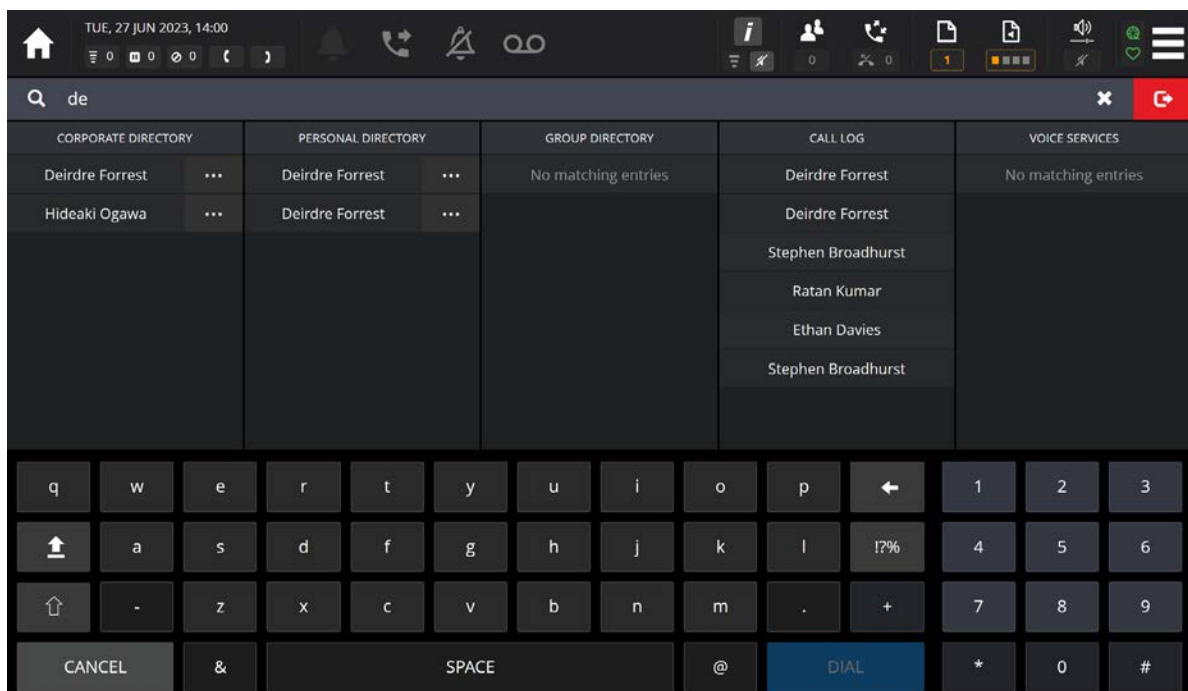 TUE, 27 JUN 2023, 14:00
0 0 0
i 0 0 1
de
CORPORATE DIRECTORY PERSONAL DIRECTORY GROUP DIRECTORY CALL LOG VOICE SERVICES
Deirdre Forrest ... Deirdre Forrest ... No matching entries Deirdre Forrest No matching entries
Hideaki Ogawa ... Deirdre Forrest ... Deirdre Forrest
Stephen Broadhurst
Ratan Kumar
Ethan Davies
Stephen Broadhurst
q w e r t y u i o p 1 2 3
a s d f g h j k l !?% 4 5 6
- z x c v b n m . + 7 8 9
CANCEL & SPACE @ DIAL * 0 #